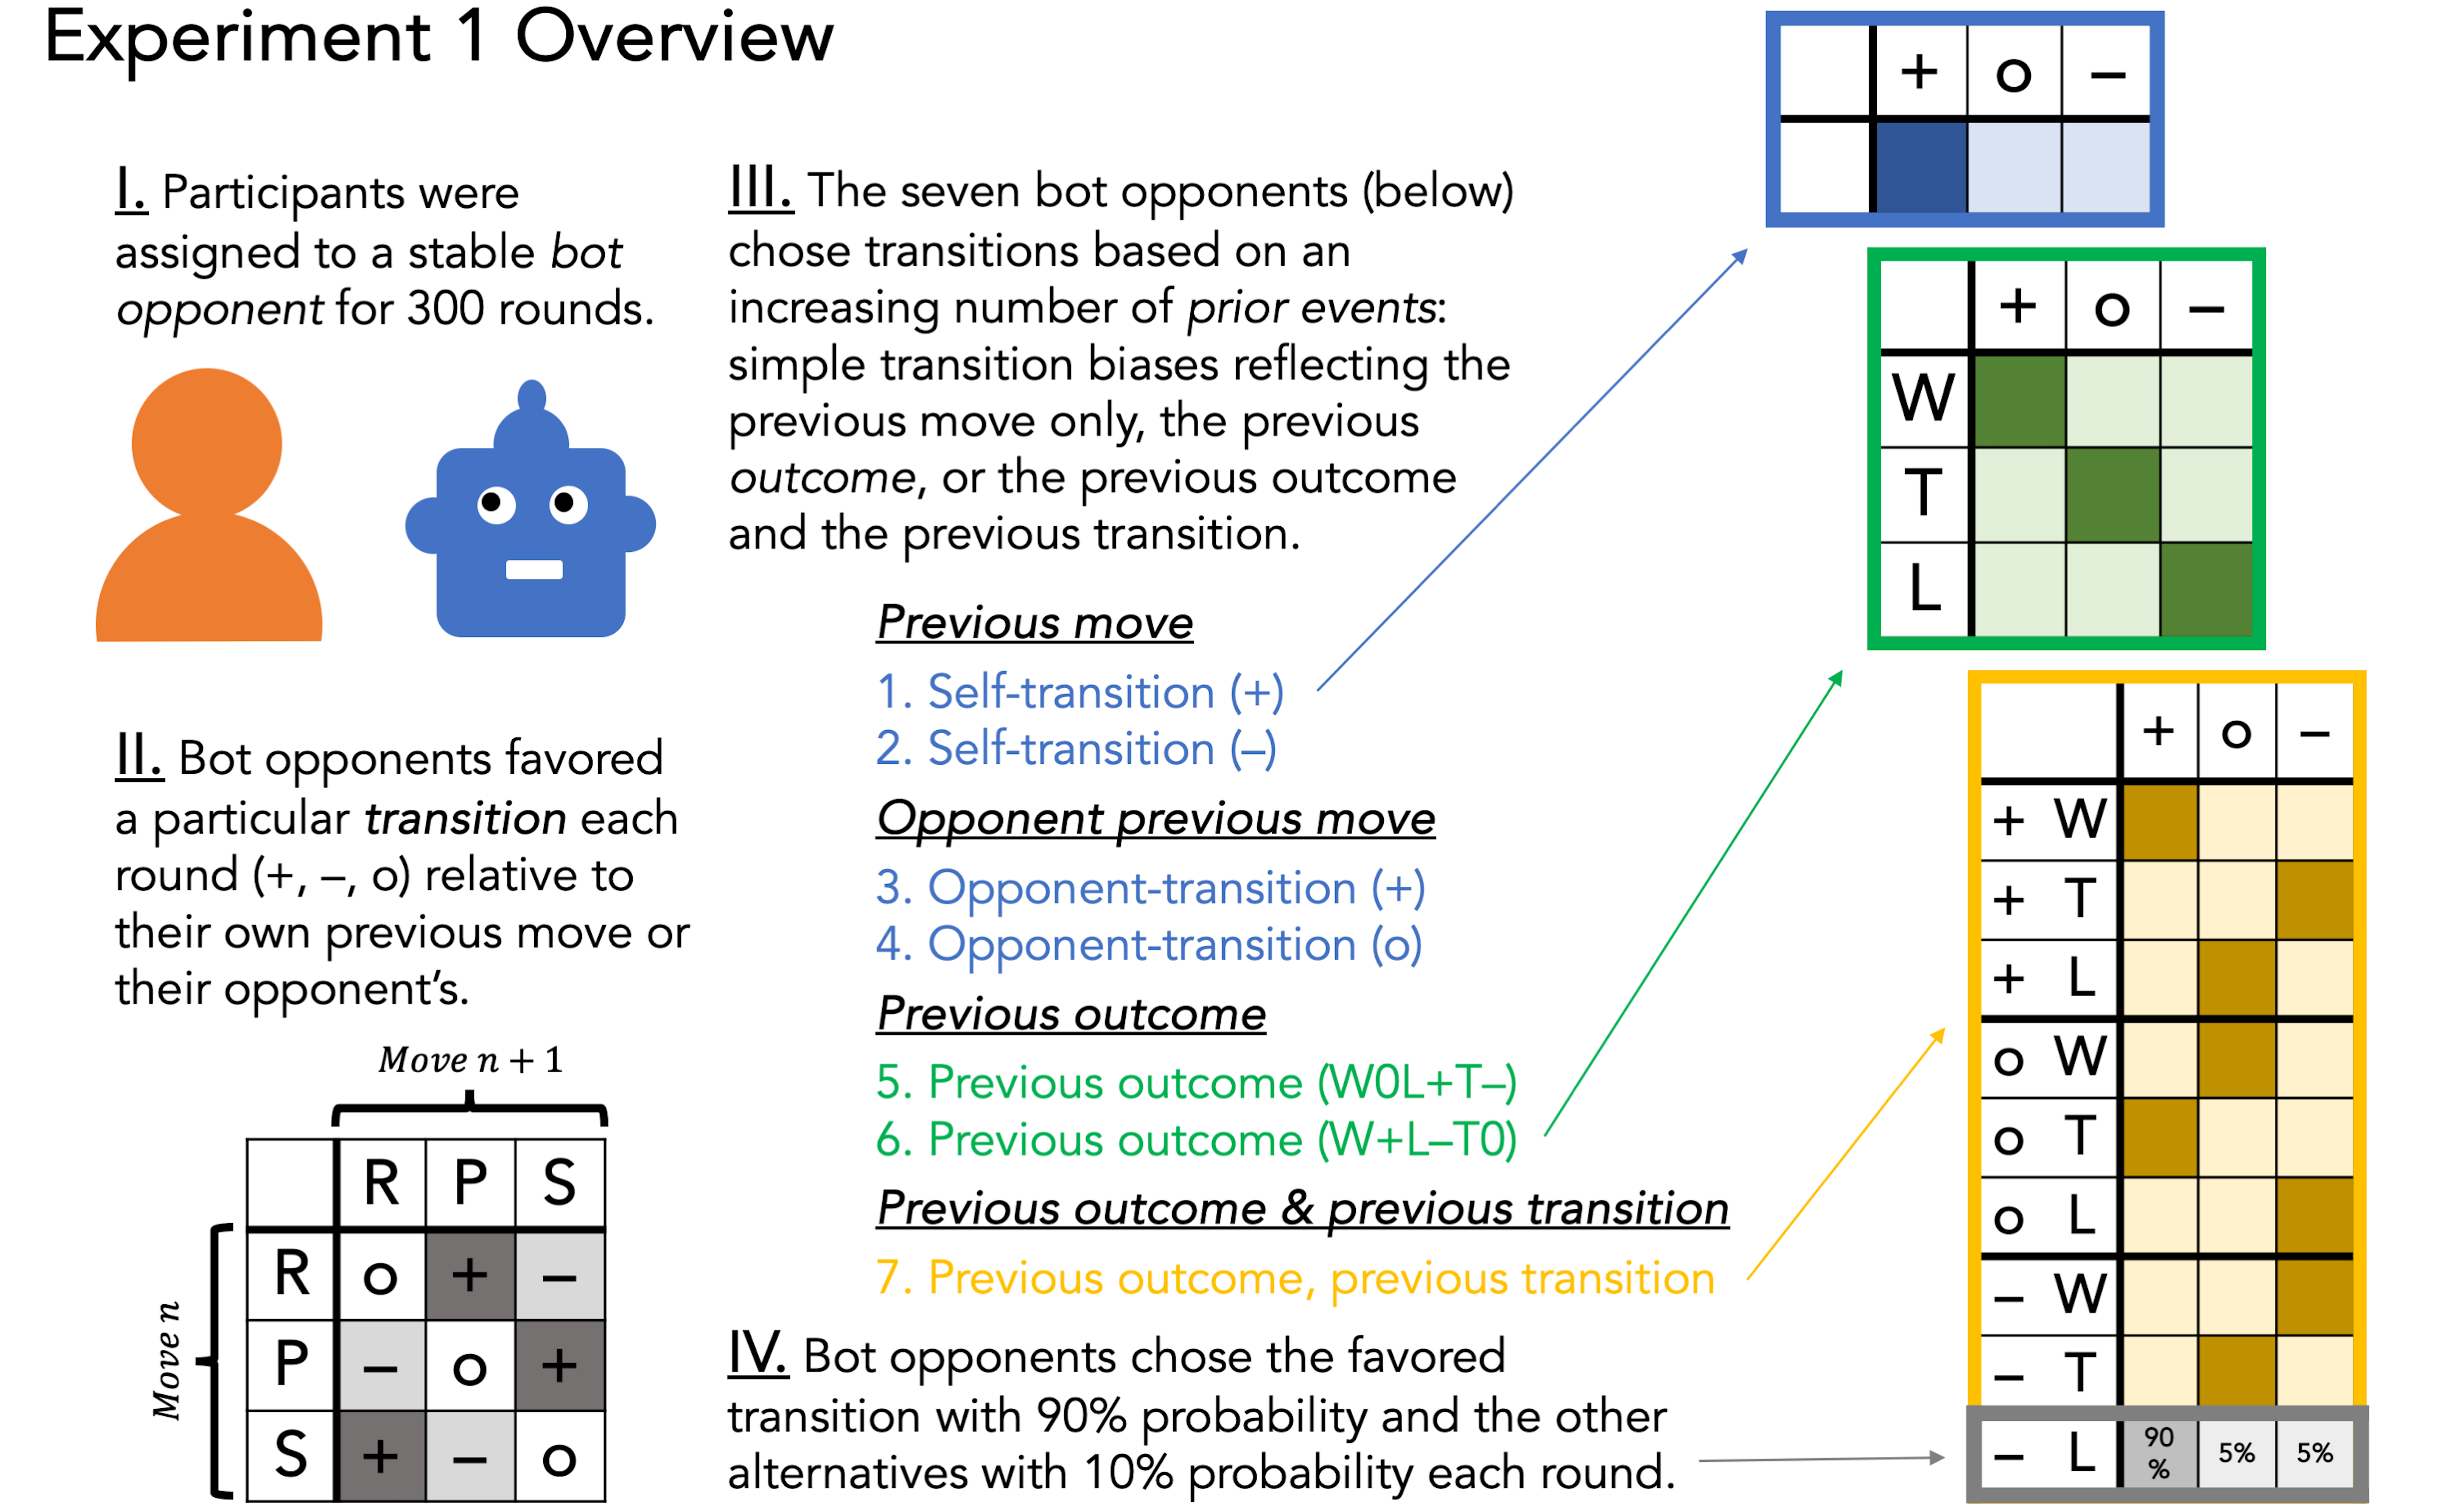 Experiment 1 Overview
I. Participants were
assigned to a stable bot
opponent for 300 rounds.
II. Bot opponents favored
a particular transition each
round (+, –, o) relative to
their own previous move or
their opponent's.
Move n + 1
R P S
Move n
R o + –
P – o +
S + – o
III. The seven bot opponents (below)
chose transitions based on an
increasing number of prior events:
simple transition biases reflecting the
previous move only, the previous
outcome, or the previous outcome
and the previous transition.
Previous move
1. Self-transition (+)
2. Self-transition (–)
Opponent previous move
3. Opponent-transition (+)
4. Opponent-transition (o)
Previous outcome
5. Previous outcome (W0L+T–)
6. Previous outcome (W+L–T0)
Previous outcome & previous transition
7. Previous outcome, previous transition
IV. Bot opponents chose the favored
transition with 90% probability and the other
alternatives with 10% probability each round.
+ o –
+ o –
W
T
L
+ o –
+ W
+ T
+ L
o W
o T
o L
– W
– T
– L 90 % 5% 5%